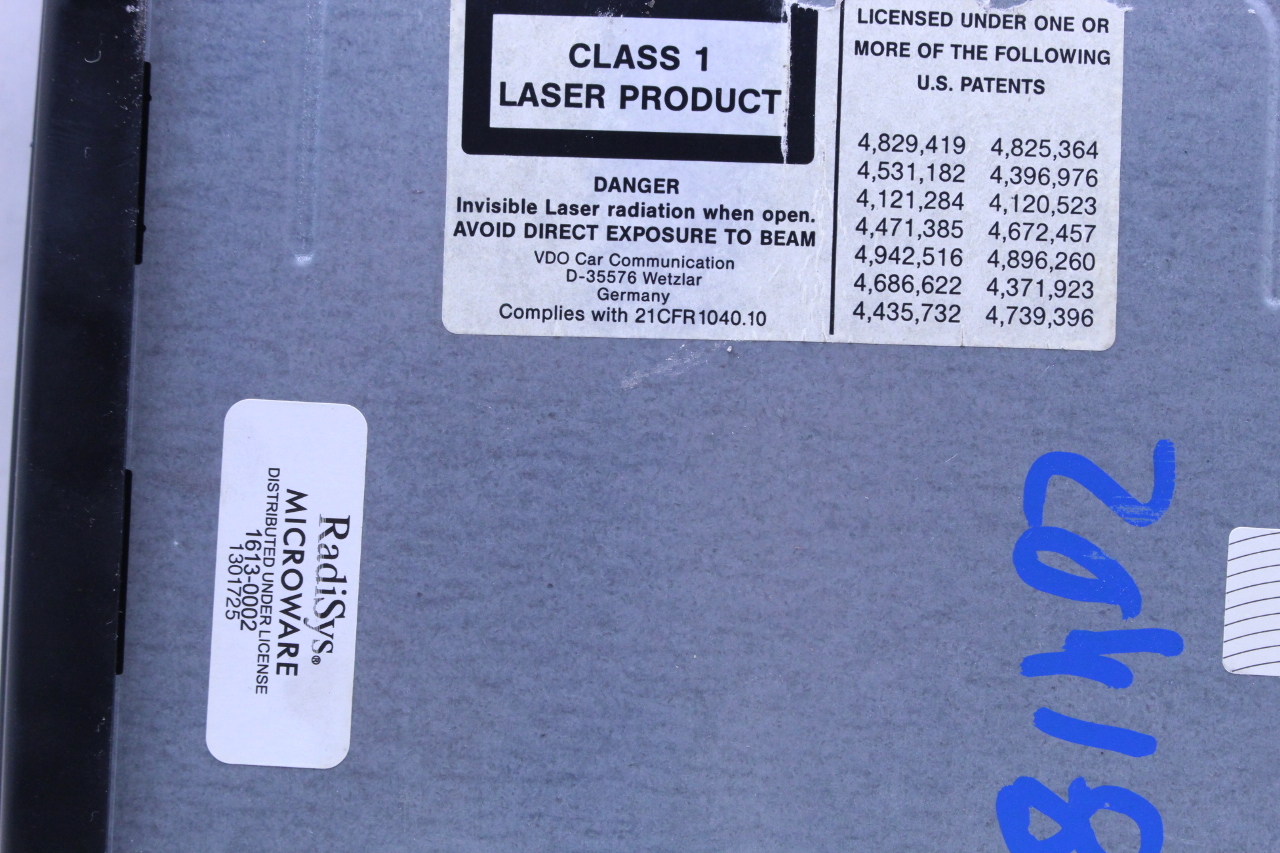 CLASS 1
LASER PRODUCT
DANGER
Invisible Laser radiation when open.
AVOID DIRECT EXPOSURE TO BEAM
VDO Car Communication
D-35576 Wetzlar
Germany
Complies with 21CFR1040.10
LICENSED UNDER ONE OR
MORE OF THE FOLLOWING
U.S. PATENTS
4,829,419 4,825,364
4,531,182 4,396,976
4,121,284 4,120,523
4,471,385 4,672,457
4,942,516 4,896,260
4,686,622 4,371,923
4,435,732 4,739,396
RadiSys®
MICROWARE
DISTRIBUTED UNDER LICENSE
1613-0002
1301725
20418